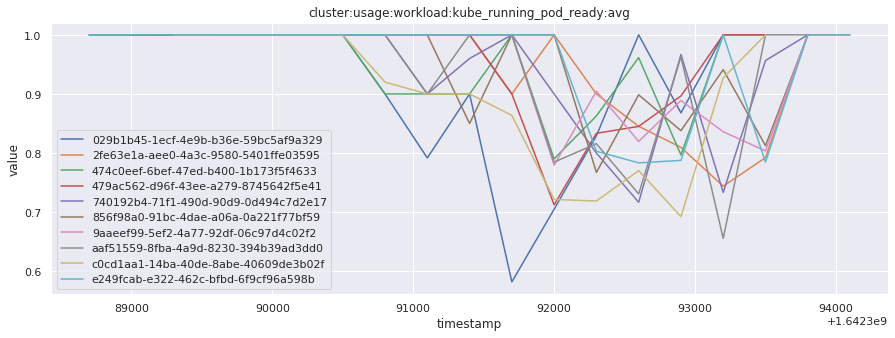 cluster:usage:workload:kube_running_pod_ready:avg
1.0
0.9
0.8
0.7
0.6
value
029b1b45-1ecf-4e9b-b36e-59bc5af9a329
2fe63e1a-aee0-4a3c-9580-5401ffe03595
474c0eef-6bef-47ed-b400-1b173f5f4633
479ac562-d96f-43ee-a279-8745642f5e41
740192b4-71f1-490d-90d9-0d494c7d2e17
856f98a0-91bc-4dae-a06a-0a221f77bf59
9aaeef99-5ef2-4a77-92df-06c97d4c02f2
aaf51559-8fba-4a9d-8230-394b39ad3dd0
c0cd1aa1-14ba-40de-8abe-40609de3b02f
e249fcab-e322-462c-bfbd-6f9cf96a598b
89000 90000 91000 92000 93000 94000
timestamp
+1.6423e9